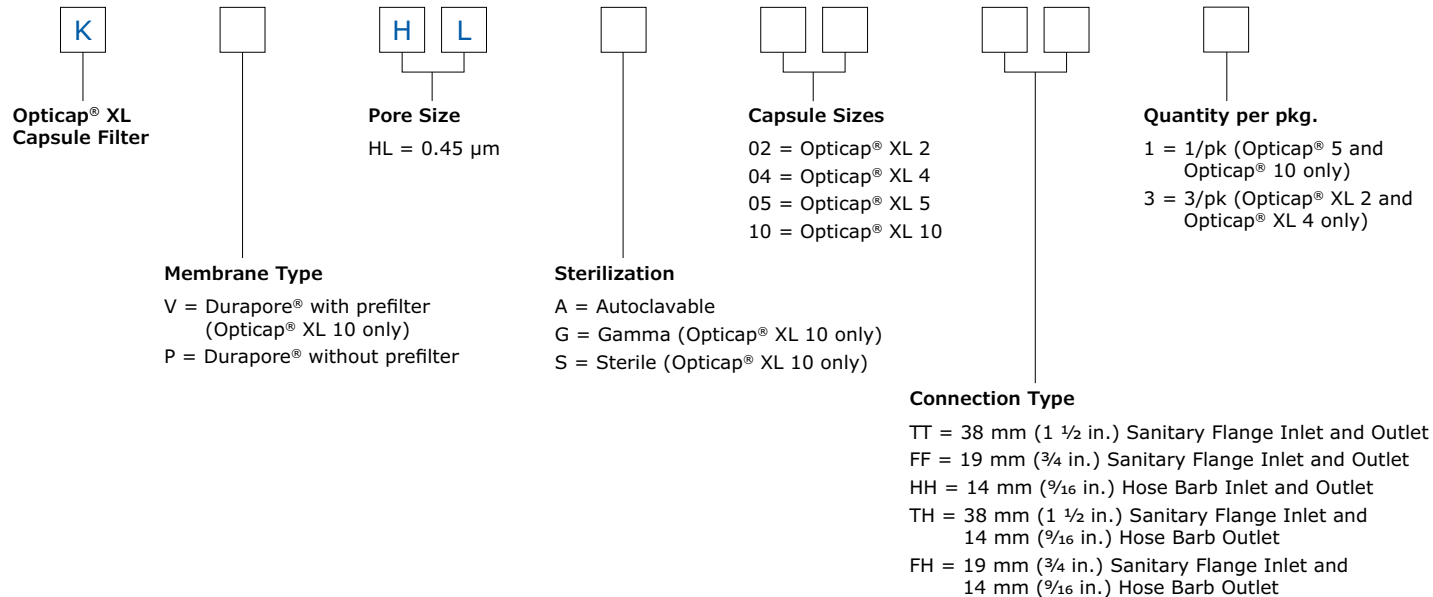 K
H L
Opticap® XL
Capsule Filter
Pore Size
HL = 0.45 µm
Capsule Sizes
02 = Opticap® XL 2
04 = Opticap® XL 4
05 = Opticap® XL 5
10 = Opticap® XL 10
Quantity per pkg.
1 = 1/pk (Opticap® 5 and
Opticap® 10 only)
3 = 3/pk (Opticap® XL 2 and
Opticap® XL 4 only)
Membrane Type
V = Durapore® with prefilter
(Opticap® XL 10 only)
P = Durapore® without prefilter
Sterilization
A = Autoclavable
G = Gamma (Opticap® XL 10 only)
S = Sterile (Opticap® XL 10 only)
Connection Type
TT = 38 mm (1 ½ in.) Sanitary Flange Inlet and Outlet
FF = 19 mm (¾ in.) Sanitary Flange Inlet and Outlet
HH = 14 mm (⁹⁄₁₆ in.) Hose Barb Inlet and Outlet
TH = 38 mm (1 ½ in.) Sanitary Flange Inlet and
14 mm (⁹⁄₁₆ in.) Hose Barb Outlet
FH = 19 mm (¾ in.) Sanitary Flange Inlet and
14 mm (⁹⁄₁₆ in.) Hose Barb Outlet